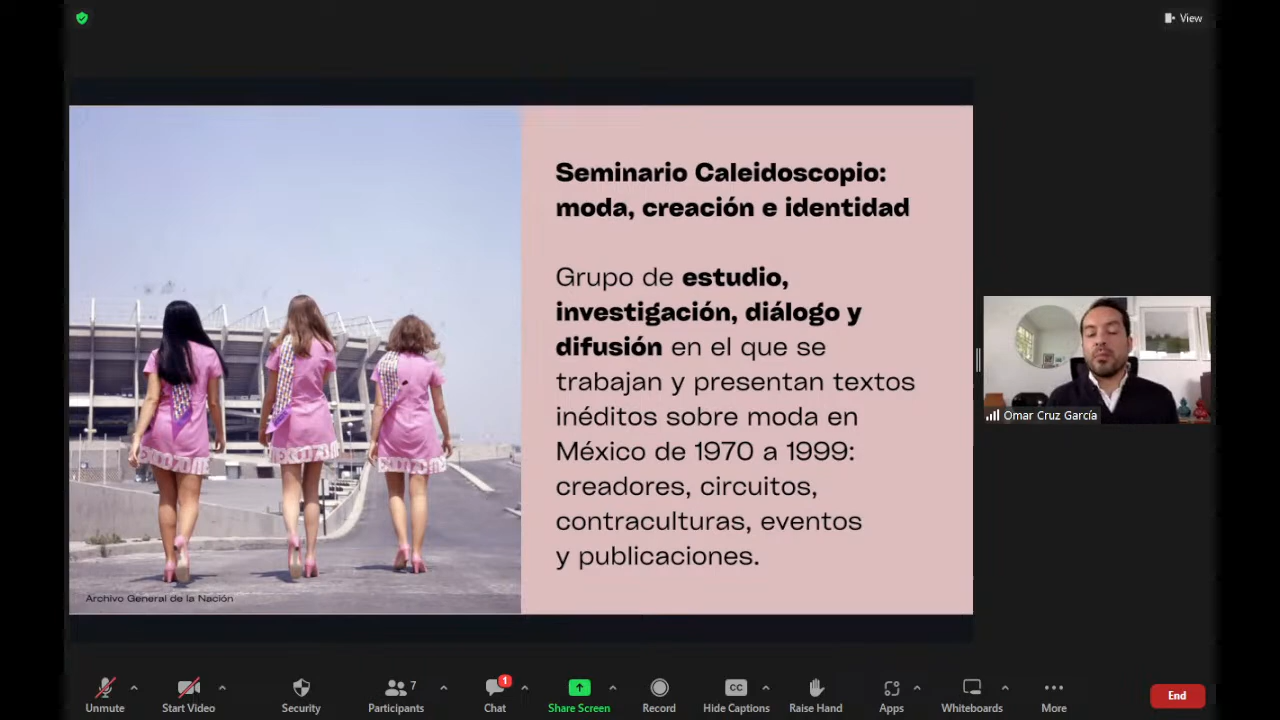 View
Seminario Caleidoscopio:
moda, creación e identidad
Grupo de estudio,
investigación, diálogo y
difusión en el que se
trabajan y presentan textos
inéditos sobre moda en
México de 1970 a 1999:
creadores, circuitos,
contraculturas, eventos
y publicaciones.
Archivo General de la Nación
Omar Cruz García
Unmute
Start Video
Security
Participants
7
Chat
1
Share Screen
Record
CC
Hide Captions
Raise Hand
Apps
Whiteboards
More
End